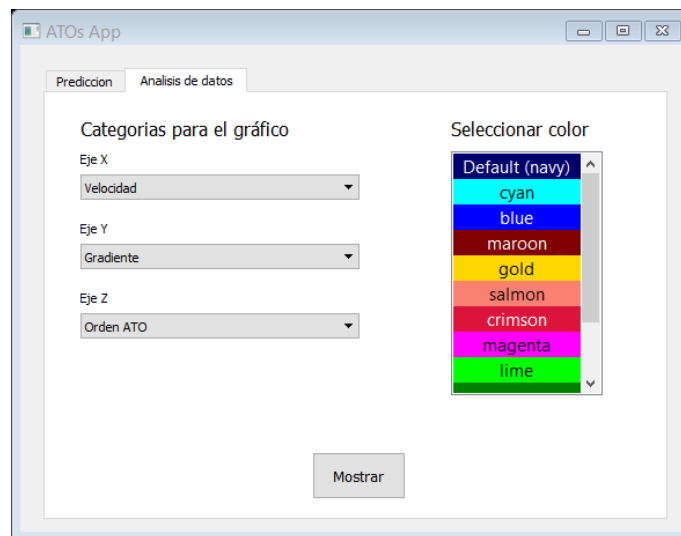 ATOs App
Prediccion
Analisis de datos
Categorias para el gráfico
Eje X
Velocidad
Eje Y
Gradiente
Eje Z
Orden ATO
Seleccionar color
Default (navy)
cyan
blue
maroon
gold
salmon
crimson
magenta
lime
Mostrar